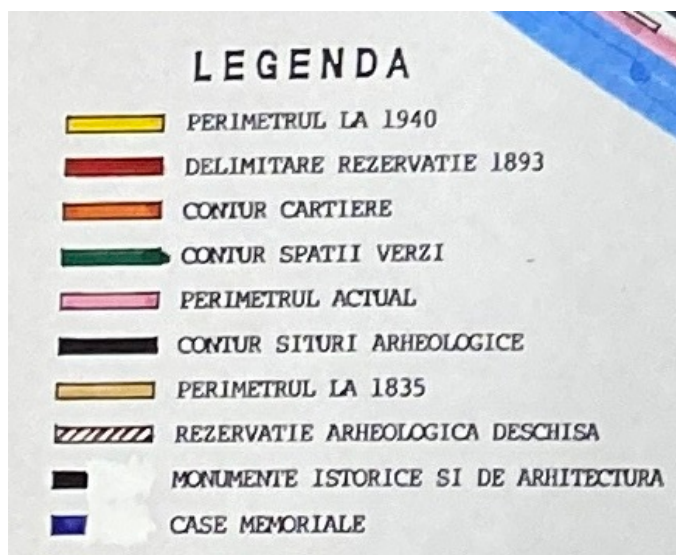 LEGENDA
PERIMETRUL LA 1940
DELIMITARE REZERVATIE 1893
CONTUR CARTIERE
CONTUR SPATII VERZI
PERIMETRUL ACTUAL
CONTUR SITURI ARHEOLOGICE
PERIMETRUL LA 1835
REZERVATIE ARHEOLOGICA DESCHISA
MONUMENTE ISTORICE SI DE ARHITECTURA
CASE MEMORIALE